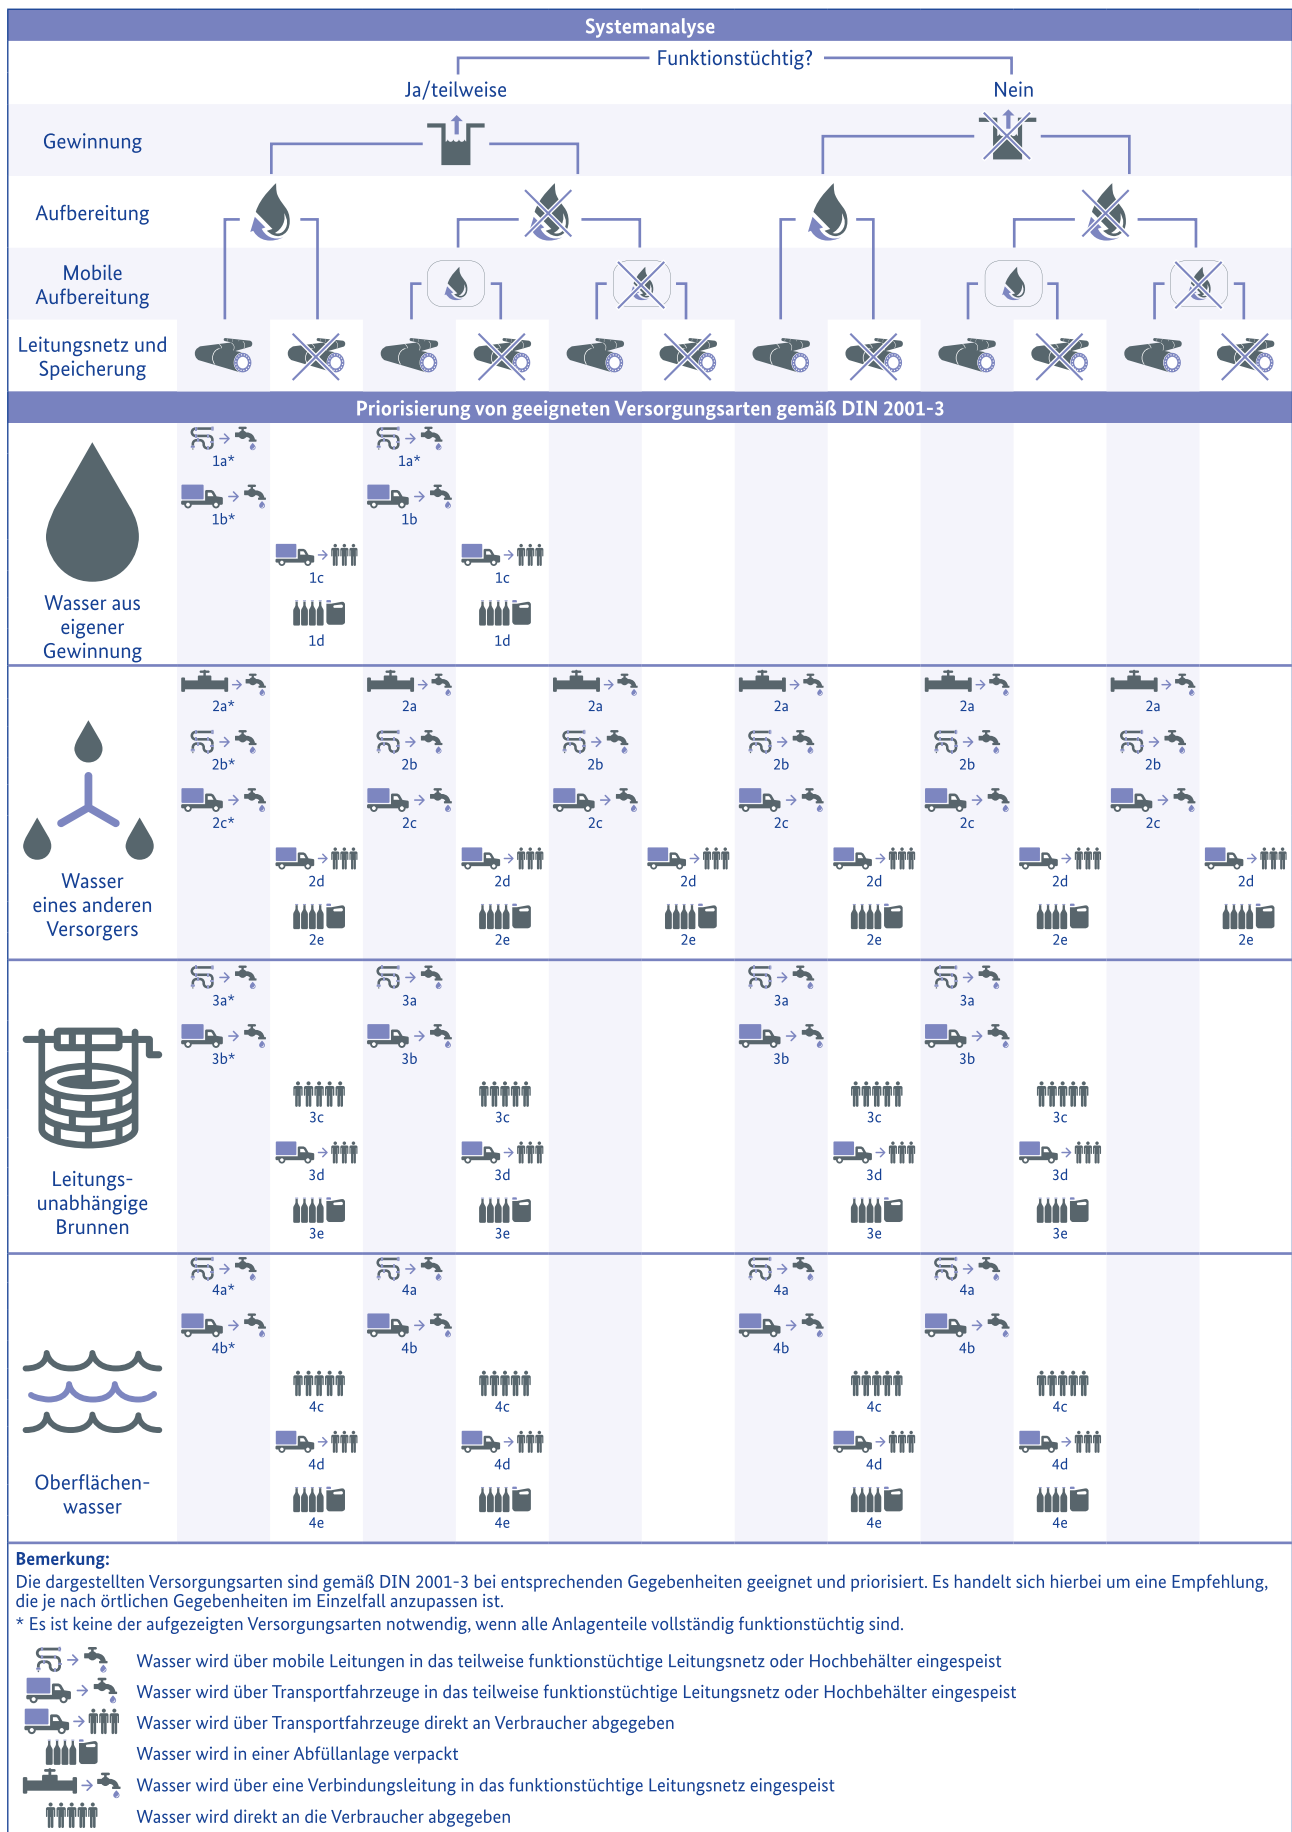 Systemanalyse
Funktionstüchtig?
Ja/teilweise Nein
Gewinnung
Aufbereitung
Mobile
Aufbereitung
Leitungsnetz und
Speicherung
Priorisierung von geeigneten Versorgungsarten gemäß DIN 2001-3
1a* 1a*
1b* 1b
1c 1c
1d 1d
Wasser aus
eigener
Gewinnung
2a* 2a 2a 2a 2a 2a
2b* 2b 2b 2b 2b 2b
2c* 2c 2c 2c 2c 2c
2d 2d 2d 2d 2d 2d
2e 2e 2e 2e 2e 2e
Wasser
eines anderen
Versorgers
3a* 3a 3a 3a
3b* 3b 3b 3b
3c 3c 3c 3c
3d 3d 3d 3d
3e 3e 3e 3e
Leitungs-
unabhängige
Brunnen
4a* 4a 4a 4a
4b* 4b 4b 4b
4c 4c 4c 4c
4d 4d 4d 4d
4e 4e 4e 4e
Oberflächen-
wasser
Bemerkung:
Die dargestellten Versorgungsarten sind gemäß DIN 2001-3 bei entsprechenden Gegebenheiten geeignet und priorisiert. Es handelt sich hierbei um eine Empfehlung,
die je nach örtlichen Gegebenheiten im Einzelfall anzupassen ist.
* Es ist keine der aufgezeigten Versorgungsarten notwendig, wenn alle Anlagenteile vollständig funktionstüchtig sind.
Wasser wird über mobile Leitungen in das teilweise funktionstüchtige Leitungsnetz oder Hochbehälter eingespeist
Wasser wird über Transportfahrzeuge in das teilweise funktionstüchtige Leitungsnetz oder Hochbehälter eingespeist
Wasser wird über Transportfahrzeuge direkt an Verbraucher abgegeben
Wasser wird in einer Abfüllanlage verpackt
Wasser wird über eine Verbindungsleitung in das funktionstüchtige Leitungsnetz eingespeist
Wasser wird direkt an die Verbraucher abgegeben